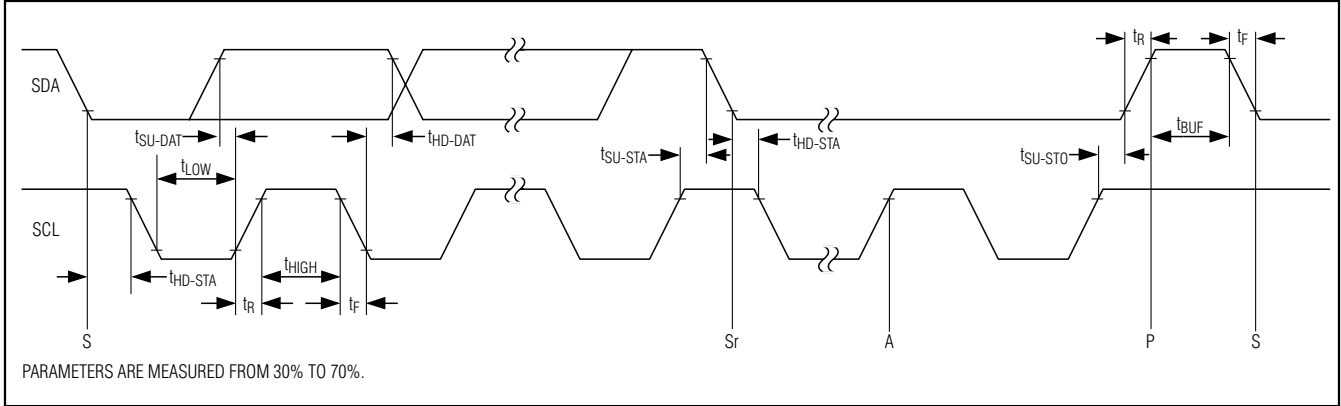 tR
tF
SDA
tSU-DAT
tHD-DAT
tBUF
tLOW
tSU-STA
tHD-STA
tSU-STO
SCL
tHD-STA
tHIGH
tR
tF
S
Sr
A
P
S
PARAMETERS ARE MEASURED FROM 30% TO 70%.